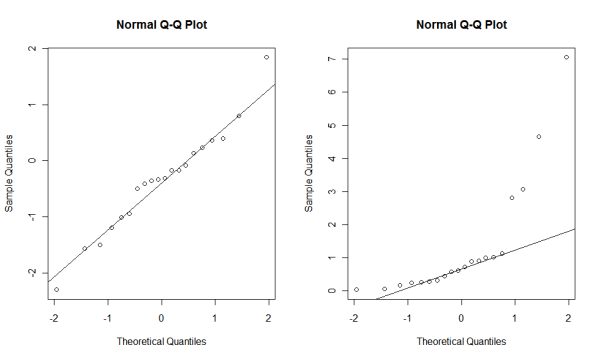 Normal Q-Q Plot
Sample Quantiles
2
1
0
-1
-2
-2 -1 0 1 2
Theoretical Quantiles
Normal Q-Q Plot
Sample Quantiles
7
6
5
4
3
2
1
0
-2 -1 0 1 2
Theoretical Quantiles